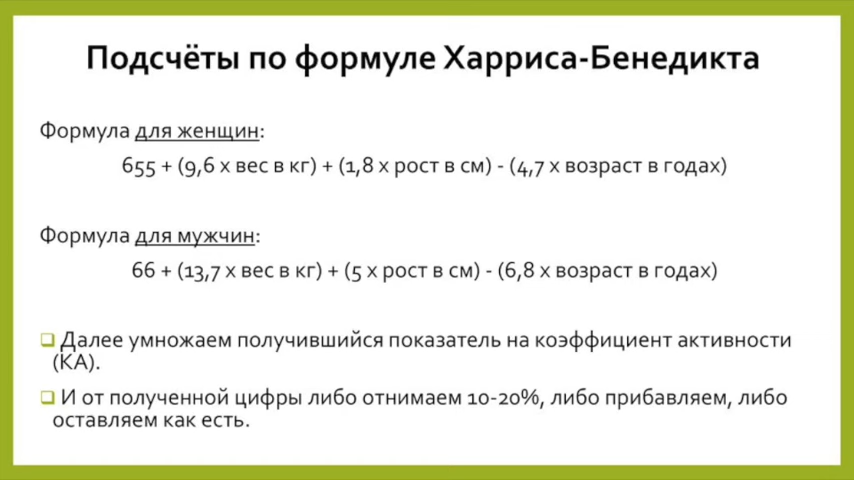 Подсчёты по формуле Харриса-Бенедикта
Формула для женщин:
655 + (9,6 х вес в кг) + (1,8 х рост в см) - (4,7 х возраст в годах)
Формула для мужчин:
66 + (13,7 х вес в кг) + (5 х рост в см) - (6,8 х возраст в годах)
Далее умножаем получившийся показатель на коэффициент активности
(КА).
И от полученной цифры либо отнимаем 10-20%, либо прибавляем, либо
оставляем как есть.